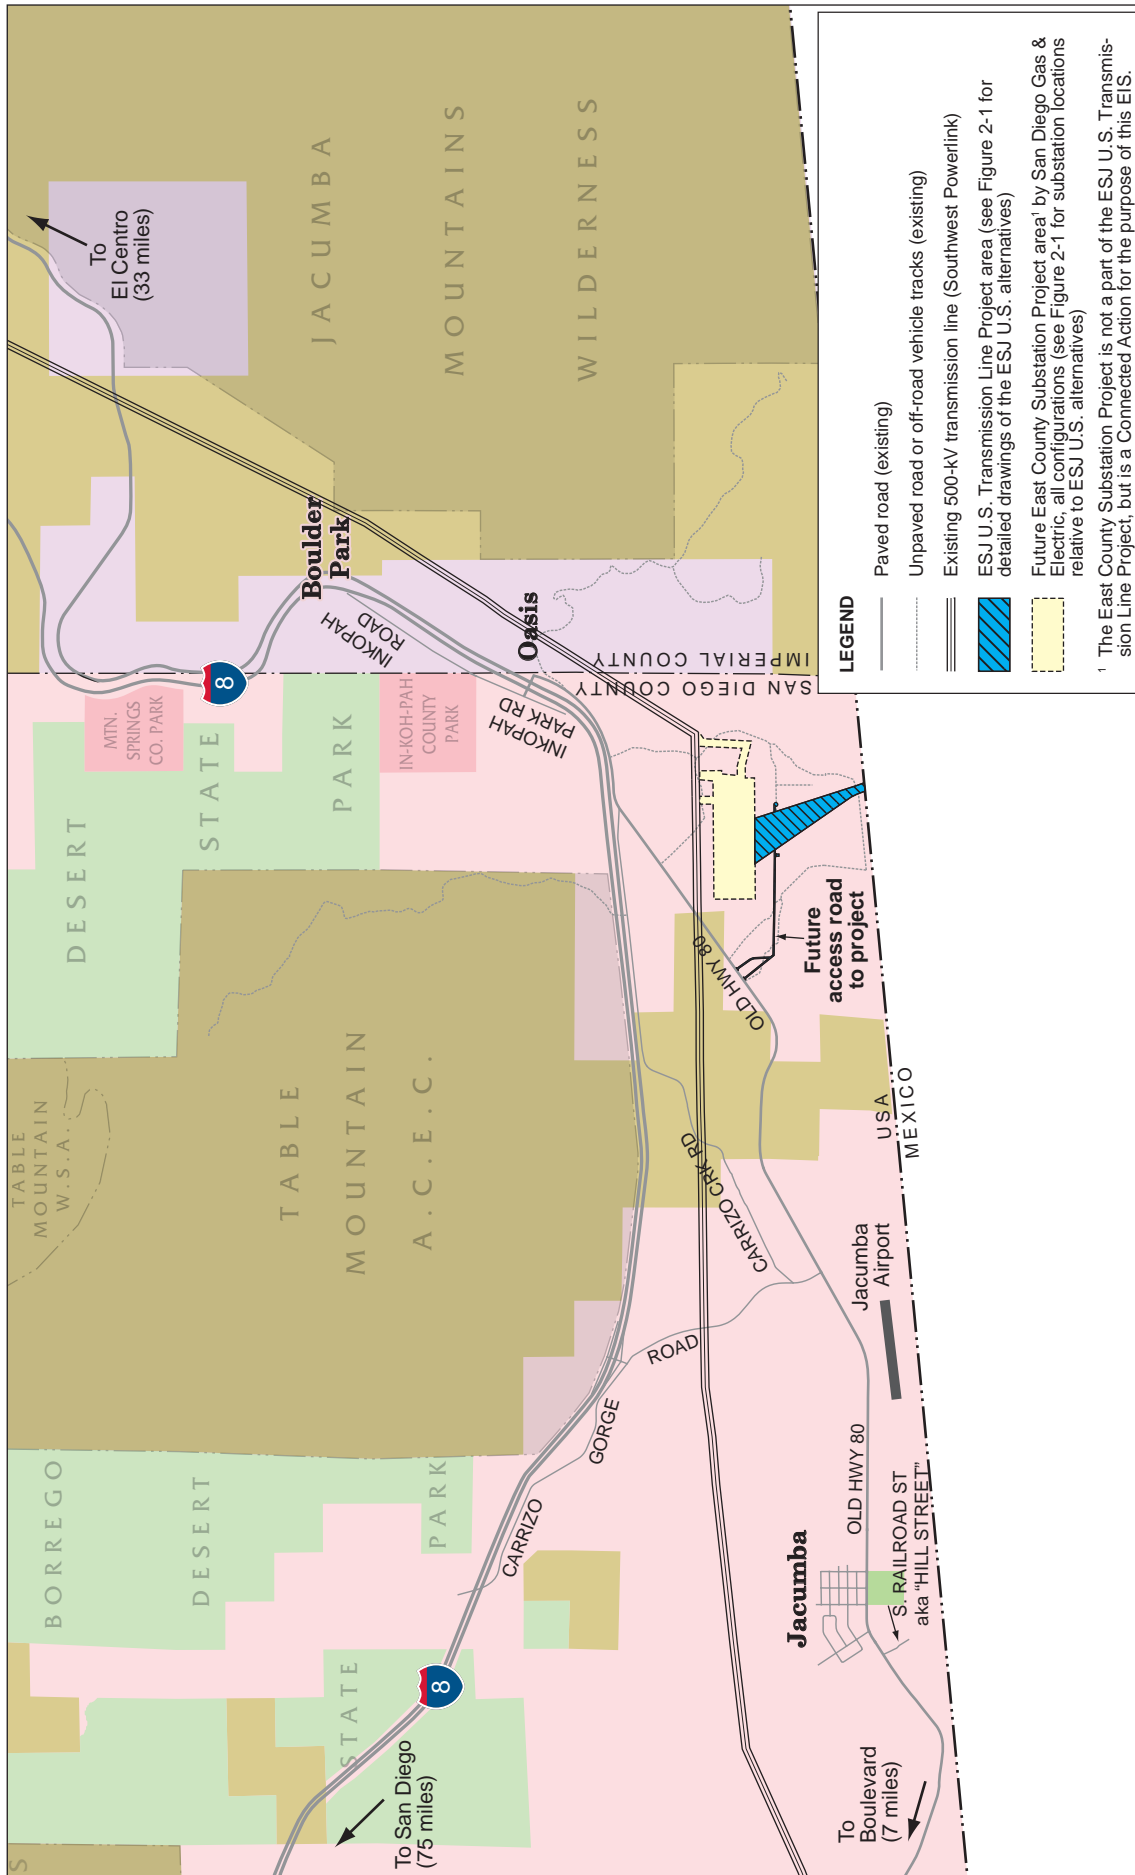 S
BORREGO
DESERT
STATE
PARK
TABLE
MOUNTAIN
W.S.A.
TABLE
MOUNTAIN
A.C.E.C.
DESERT
STATE
PARK
MTN.
SPRINGS
CO. PARK
IN-KOH-PAH
COUNTY
PARK
JACUMBA
MOUNTAINS
WILDERNESS
To
El Centro
(33 miles)
Boulder
Park
INKOPAH
ROAD
Oasis
INKOPAH
PARK RD
SAN DIEGO COUNTY
IMPERIAL COUNTY
8
8
To San Diego
(75 miles)
CARRIZO
GORGE
ROAD
CARRIZO CRK RD
OLD HWY 80
Future
access road
to project
USA
MEXICO
Jacumba
Airport
OLD HWY 80
Jacumba
S. RAILROAD ST
aka “HILL STREET”
To
Boulevard
(7 miles)
LEGEND
Paved road (existing)
Unpaved road or off-road vehicle tracks (existing)
Existing 500-kV transmission line (Southwest Powerlink)
ESJ U.S. Transmission Line Project area (see Figure 2-1 for
detailed drawings of the ESJ U.S. alternatives)
Future East County Substation Project area¹ by San Diego Gas &
Electric, all configurations (see Figure 2-1 for substation locations
relative to ESJ U.S. alternatives)
¹ The East County Substation Project is not a part of the ESJ U.S. Transmis-
sion Line Project, but is a Connected Action for the purpose of this EIS.